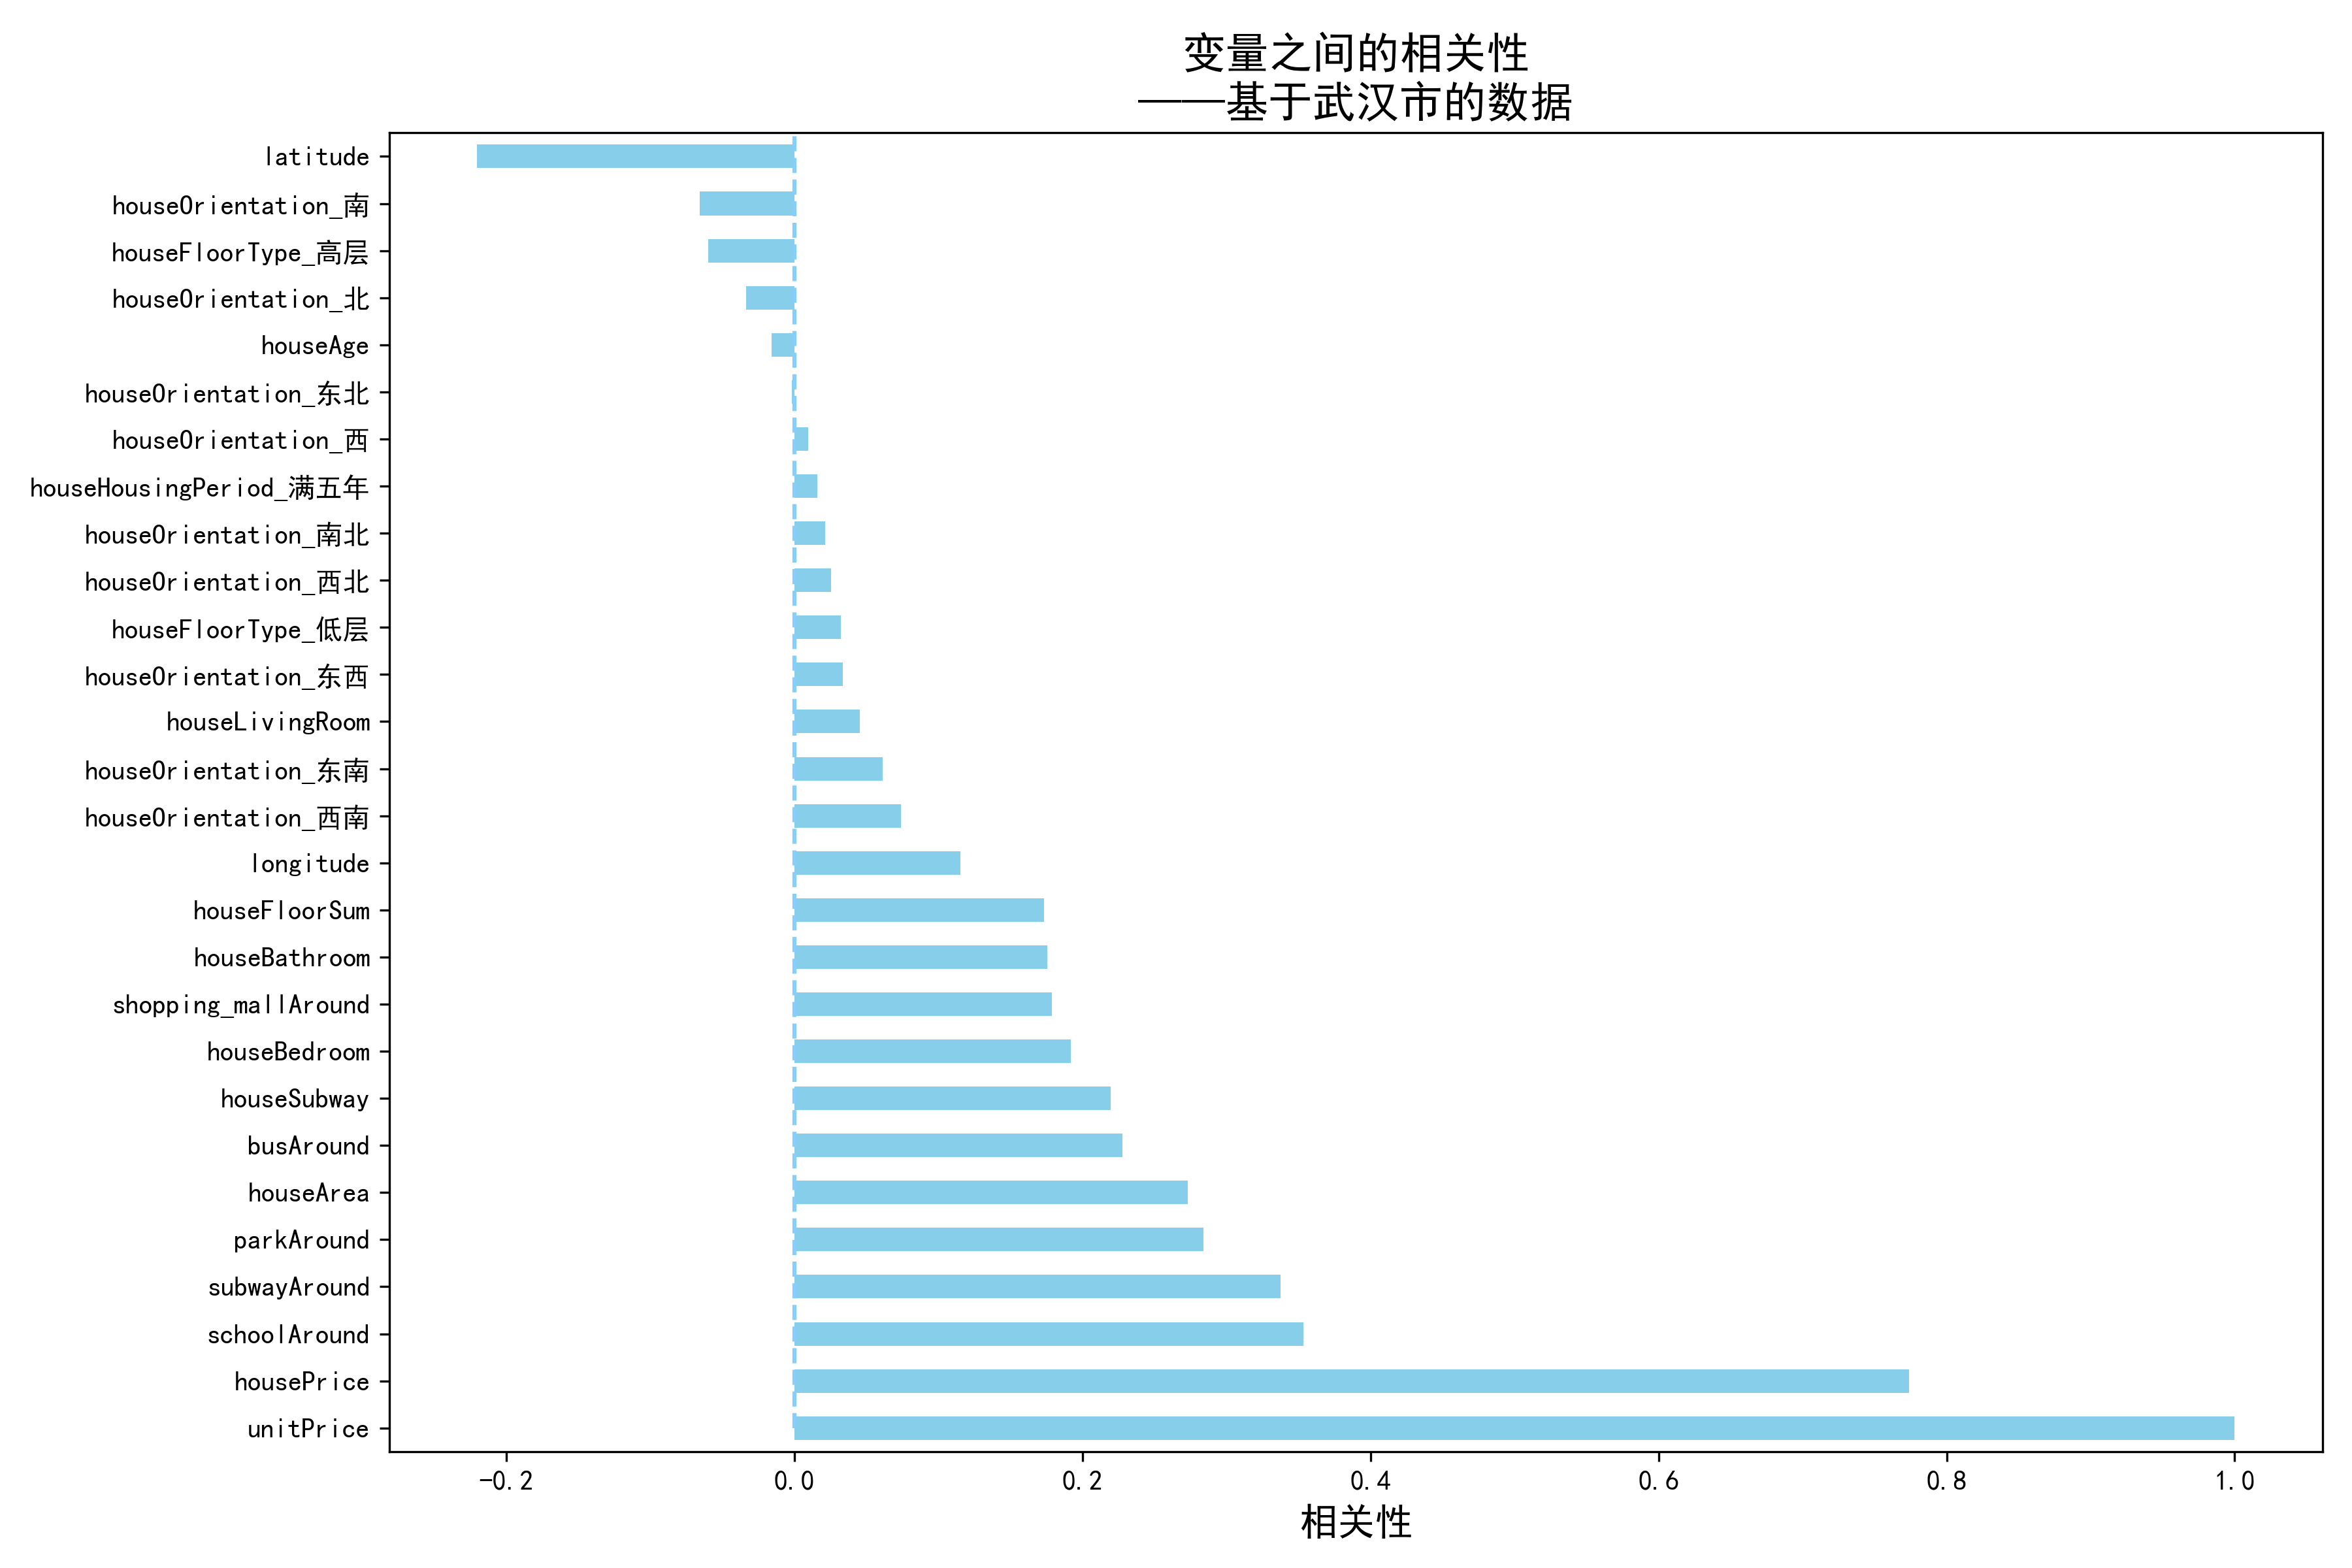 变量之间的相关性
——基于武汉市的数据
latitude
houseOrientation_南
houseFloorType_高层
houseOrientation_北
houseAge
houseOrientation_东北
houseOrientation_西
houseHousingPeriod_满五年
houseOrientation_南北
houseOrientation_西北
houseFloorType_低层
houseOrientation_东西
houseLivingRoom
houseOrientation_东南
houseOrientation_西南
longitude
houseFloorSum
houseBathroom
shopping_mallAround
houseBedroom
houseSubway
busAround
houseArea
parkAround
subwayAround
schoolAround
housePrice
unitPrice
-0.2 0.0 0.2 0.4 0.6 0.8 1.0
相关性